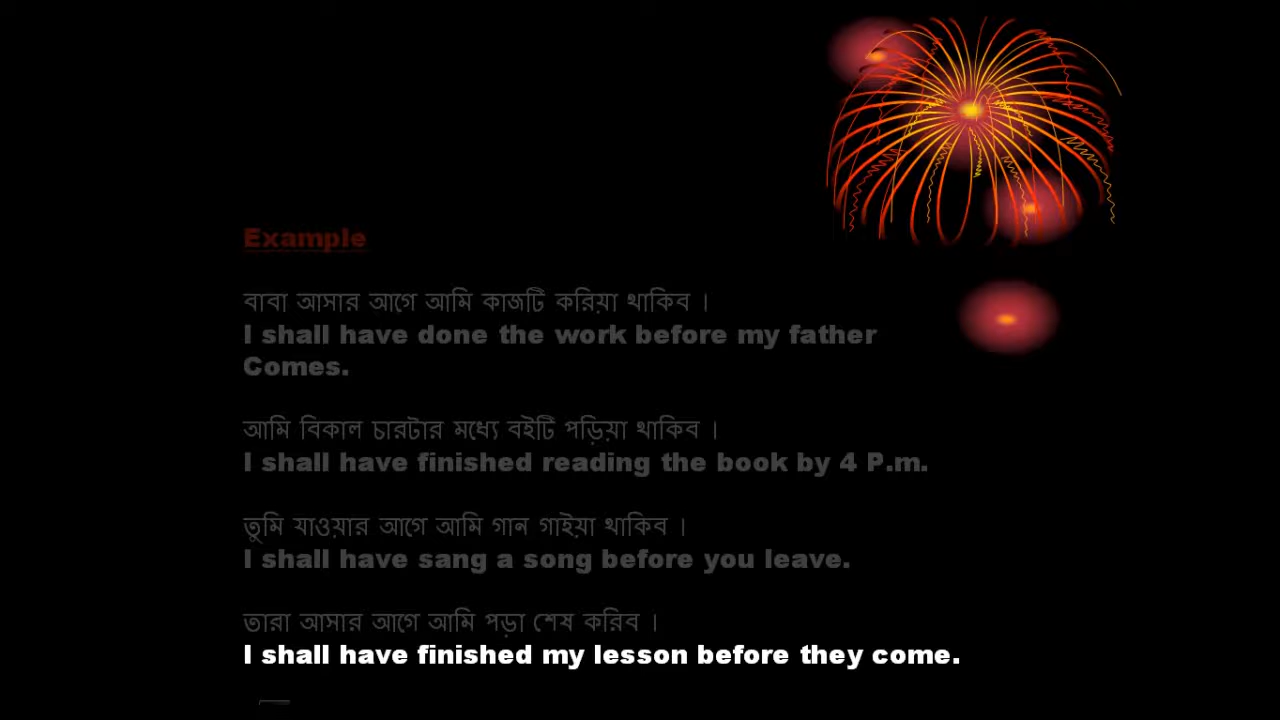 Example
বাবা আসার আগে আমি কাজটি করিয়া থাকিব ।
I shall have done the work before my father
Comes.
আমি বিকাল চারটার মধ্যে বইটি পড়িয়া থাকিব ।
I shall have finished reading the book by 4 P.m.
তুমি যাওয়ার আগে আমি গান গাইয়া থাকিব ।
I shall have sang a song before you leave.
তারা আসার আগে আমি পড়া শেষ করিব ।
I shall have finished my lesson before they come.